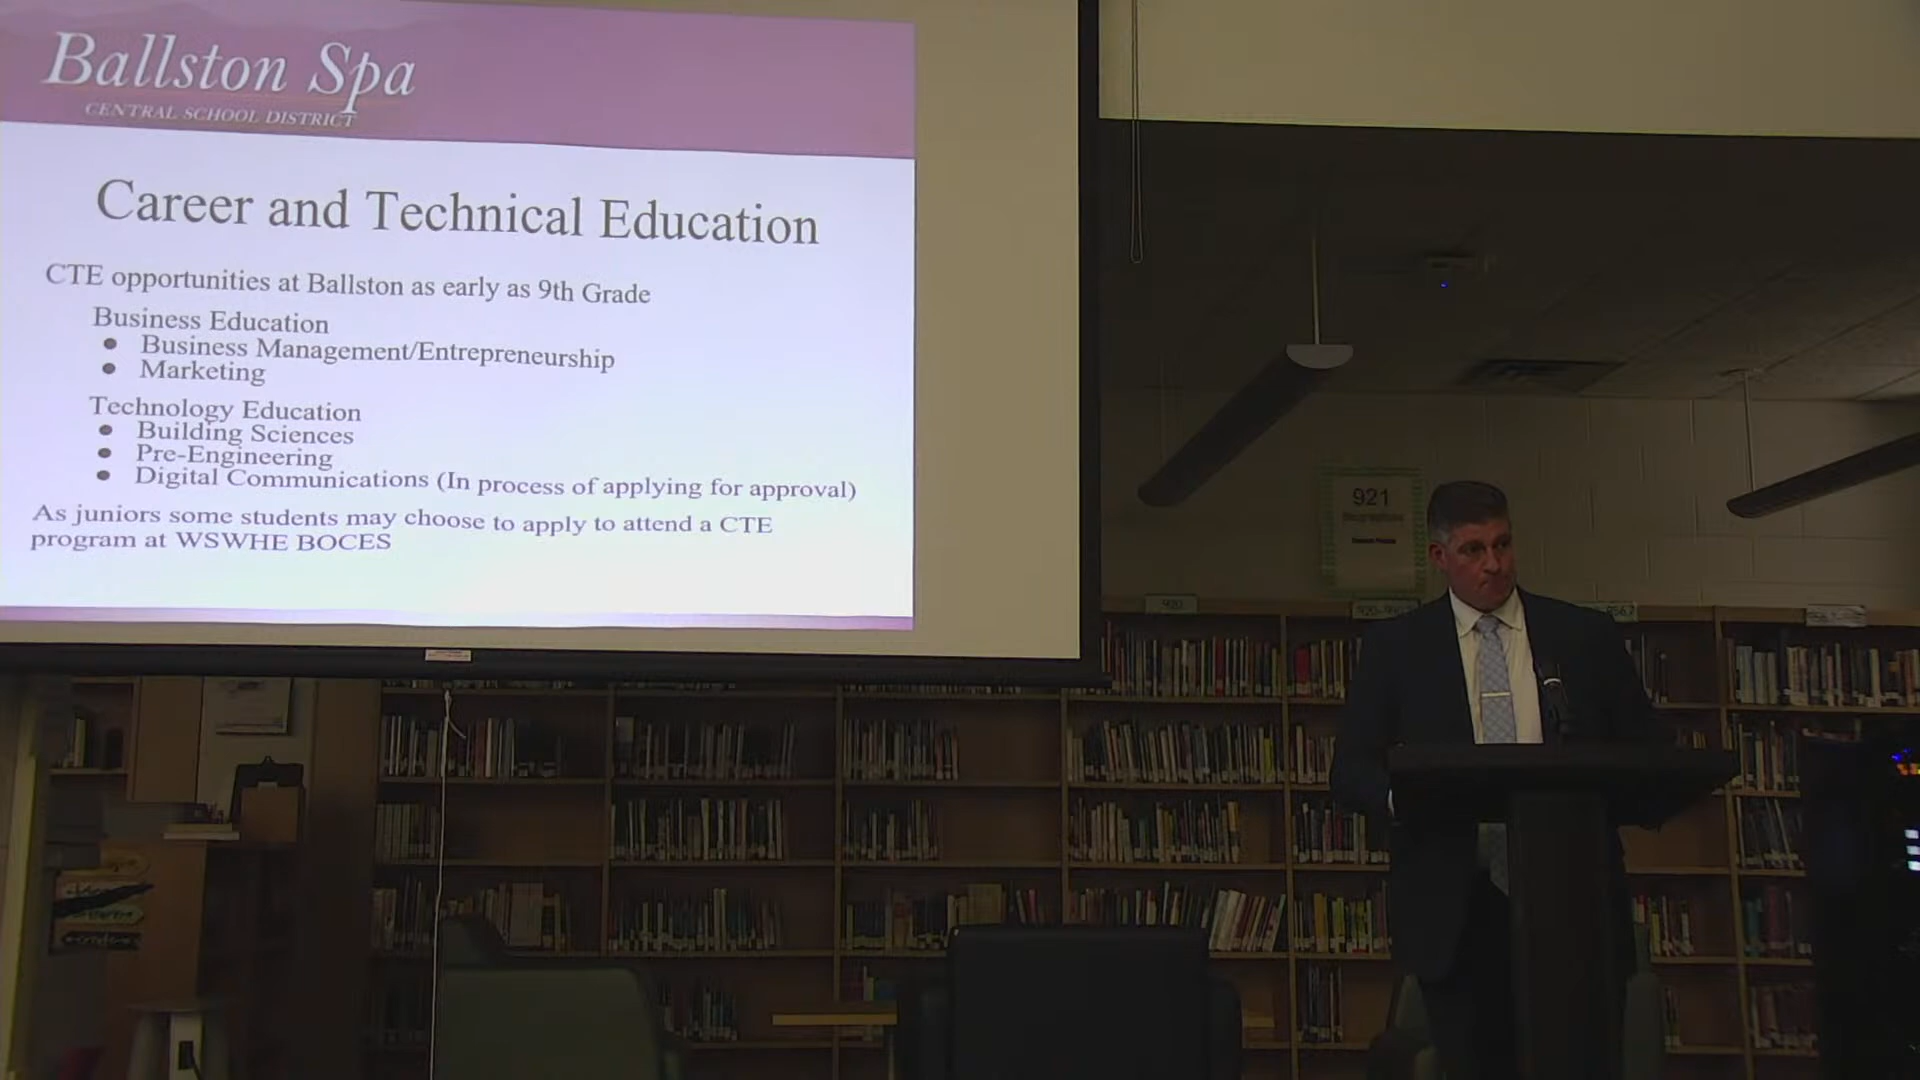 Ballston Spa
CENTRAL SCHOOL DISTRICT
Career and Technical Education
CTE opportunities at Ballston as early as 9th Grade
Business Education
● Business Management/Entrepreneurship
● Marketing
Technology Education
● Building Sciences
● Pre-Engineering
● Digital Communications (In process of applying for approval)
As juniors some students may choose to apply to attend a CTE
program at WSWHE BOCES
921
920